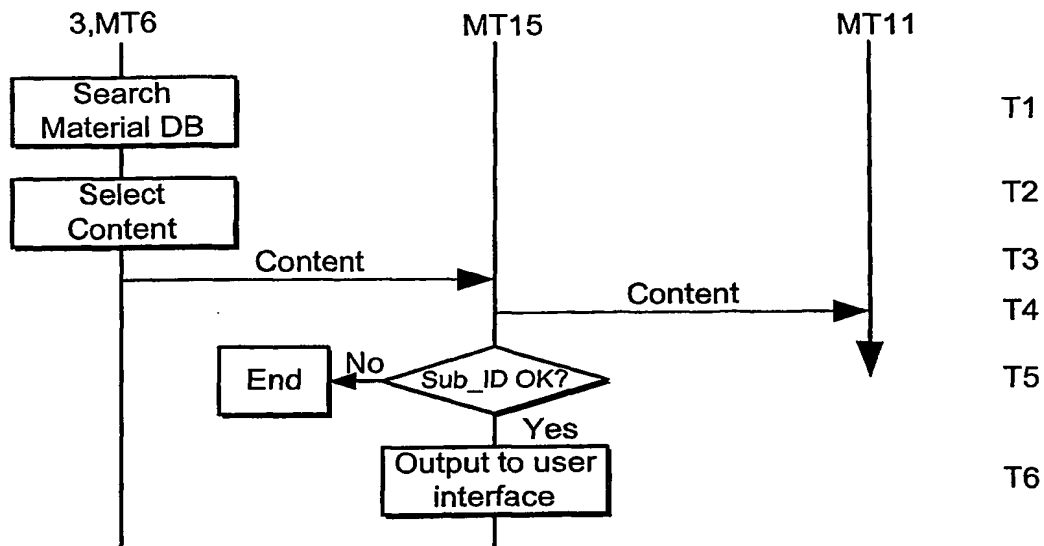 3,MT6 MT15 MT11
Search
Material DB
T1
Select
Content
T2
Content
T3
Content
T4
End
No
Sub_ID OK?
T5
Yes
Output to user
interface
T6